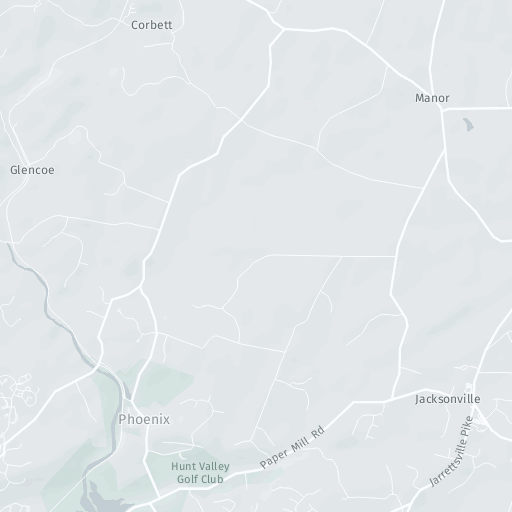 Corbett
Manor
Glencoe
Jacksonville
Phoenix
Jarrettsville Pike
Paper Mill Rd
Hunt Valley
Golf Club